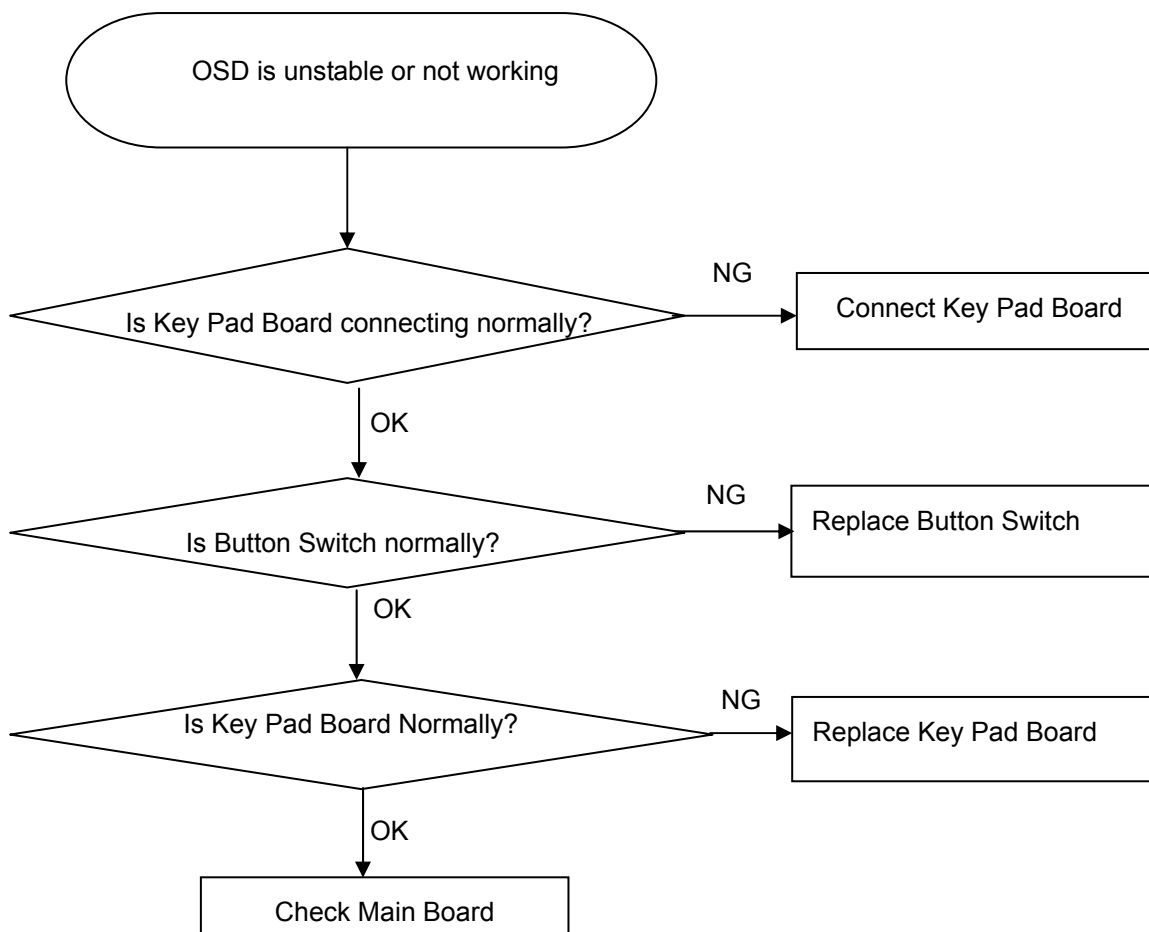 OSD is unstable or not working
NG
Is Key Pad Board connecting normally?
Connect Key Pad Board
OK
NG
Is Button Switch normally?
Replace Button Switch
OK
NG
Is Key Pad Board Normally?
Replace Key Pad Board
OK
Check Main Board